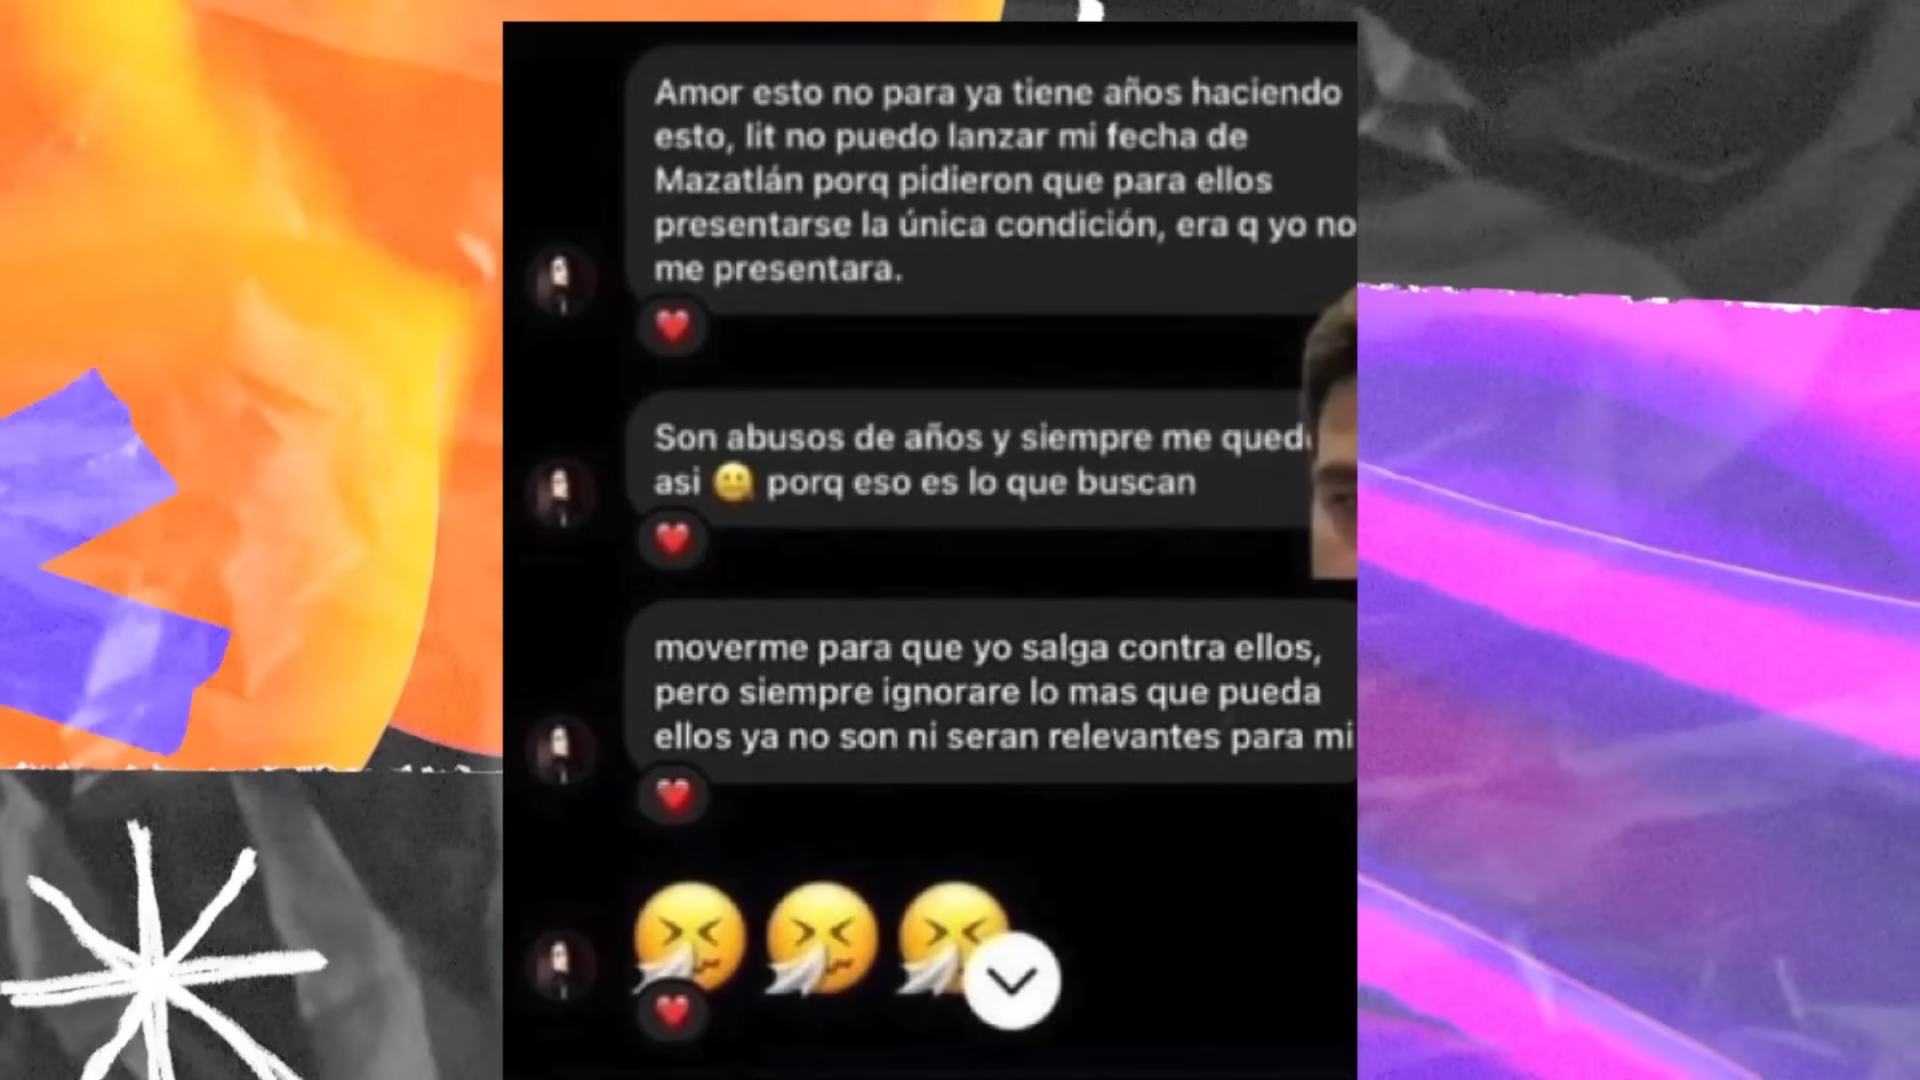 Amor esto no para ya tiene años haciendo
esto, lit no puedo lanzar mi fecha de
Mazatlán porq pidieron que para ellos
presentarse la única condición, era q yo no
me presentara.
Son abusos de años y siempre me
asi 🤐 porq eso es lo que buscan
moverme para que yo salga contra ellos,
pero siempre ignorare lo mas que pueda
ellos ya no son ni seran relevantes para mi